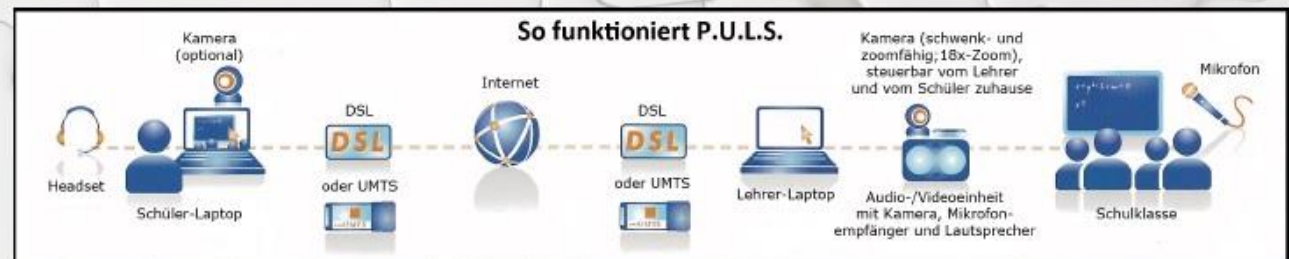 So funktioniert P.U.L.S.
Kamera
(optional)
Headset
Schüler-Laptop
DSL
DSL
oder UMTS
Internet
DSL
DSL
oder UMTS
Lehrer-Laptop
Kamera (schwenk- und
zoomfähig;18x-Zoom),
steuerbar vom Lehrer
und vom Schüler zuhause
Audio-/Videoeinheit
mit Kamera, Mikrofon-
empfänger und Lautsprecher
Mikrofon
Schulklasse